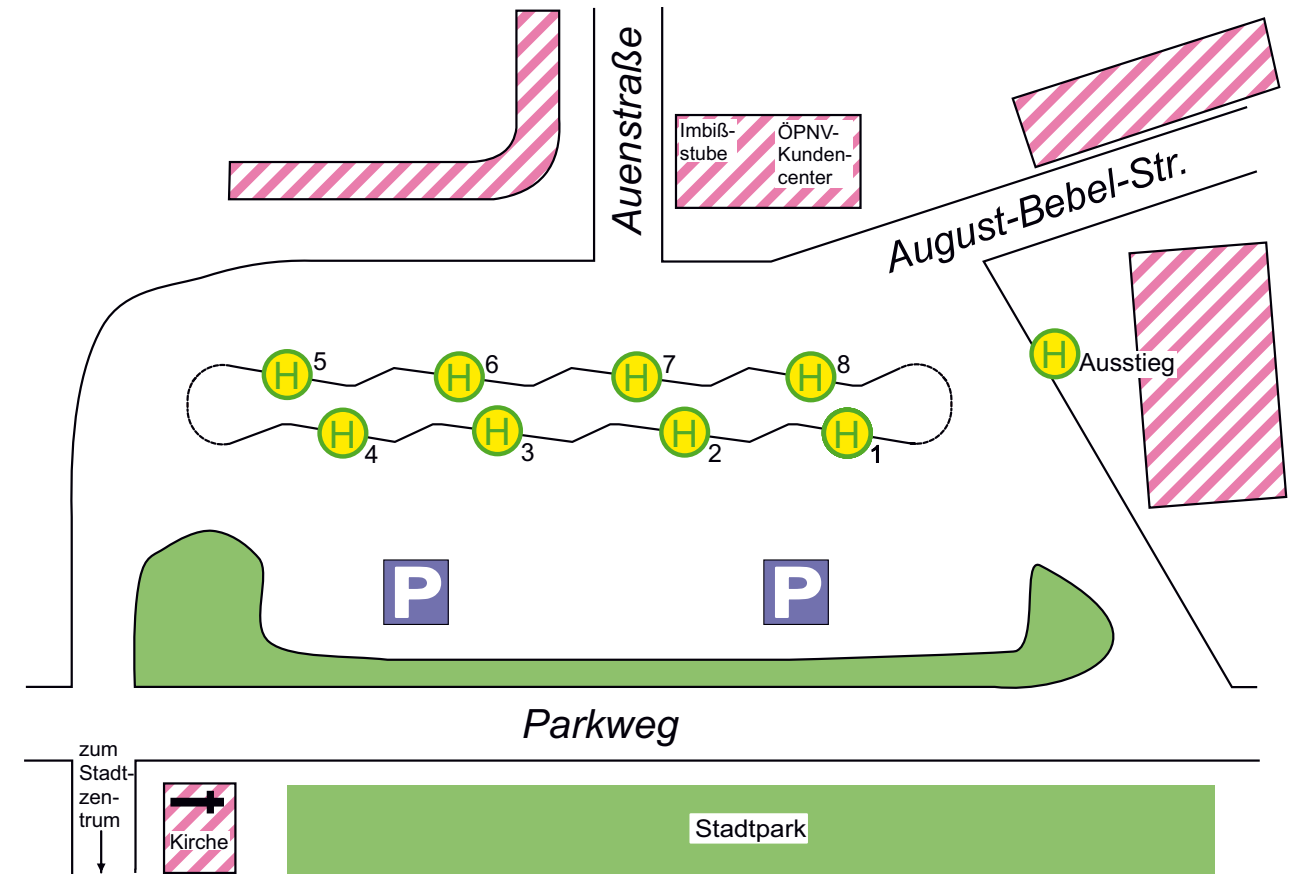 Auenstraße
Imbiß-
stube
ÖPNV-
Kunden-
center
August-Bebel-Str.
H 5
H 6
H 7
H 8
H Ausstieg
H 4
H 3
H 2
H 1
P
P
Parkweg
zum
Stadt-
zen-
trum
Kirche
Stadtpark